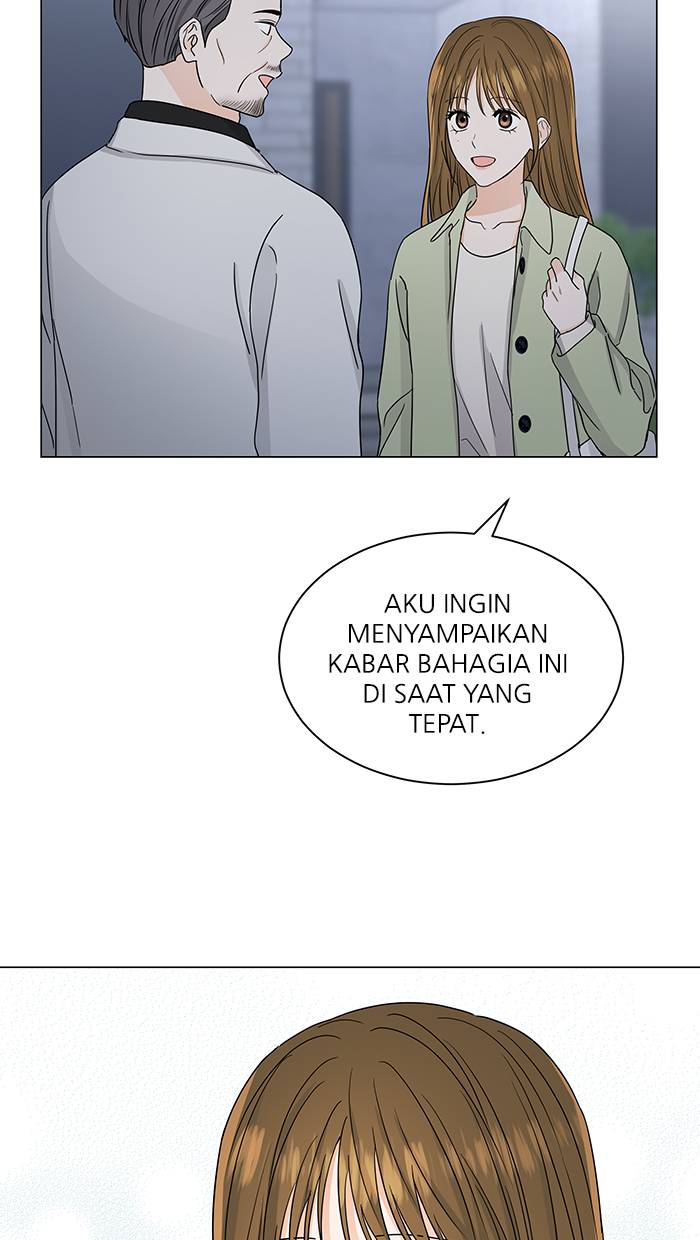 AKU INGIN
MENYAMPAIKAN
KABAR BAHAGIA INI
DI SAAT YANG
TEPAT.